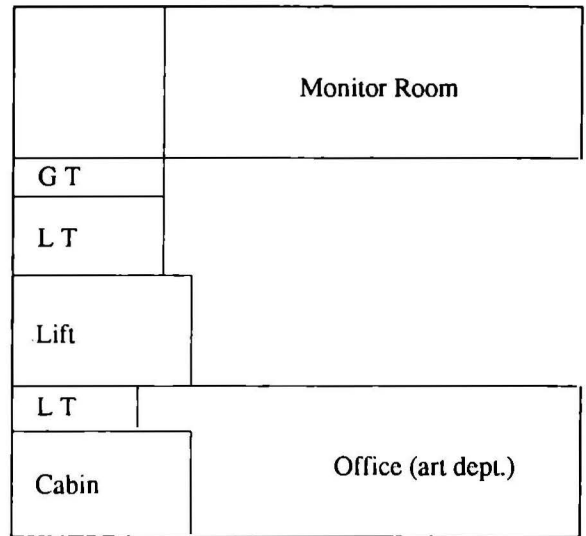 Monitor Room
G T
L T
Lift
L T
Office (art dept.)
Cabin